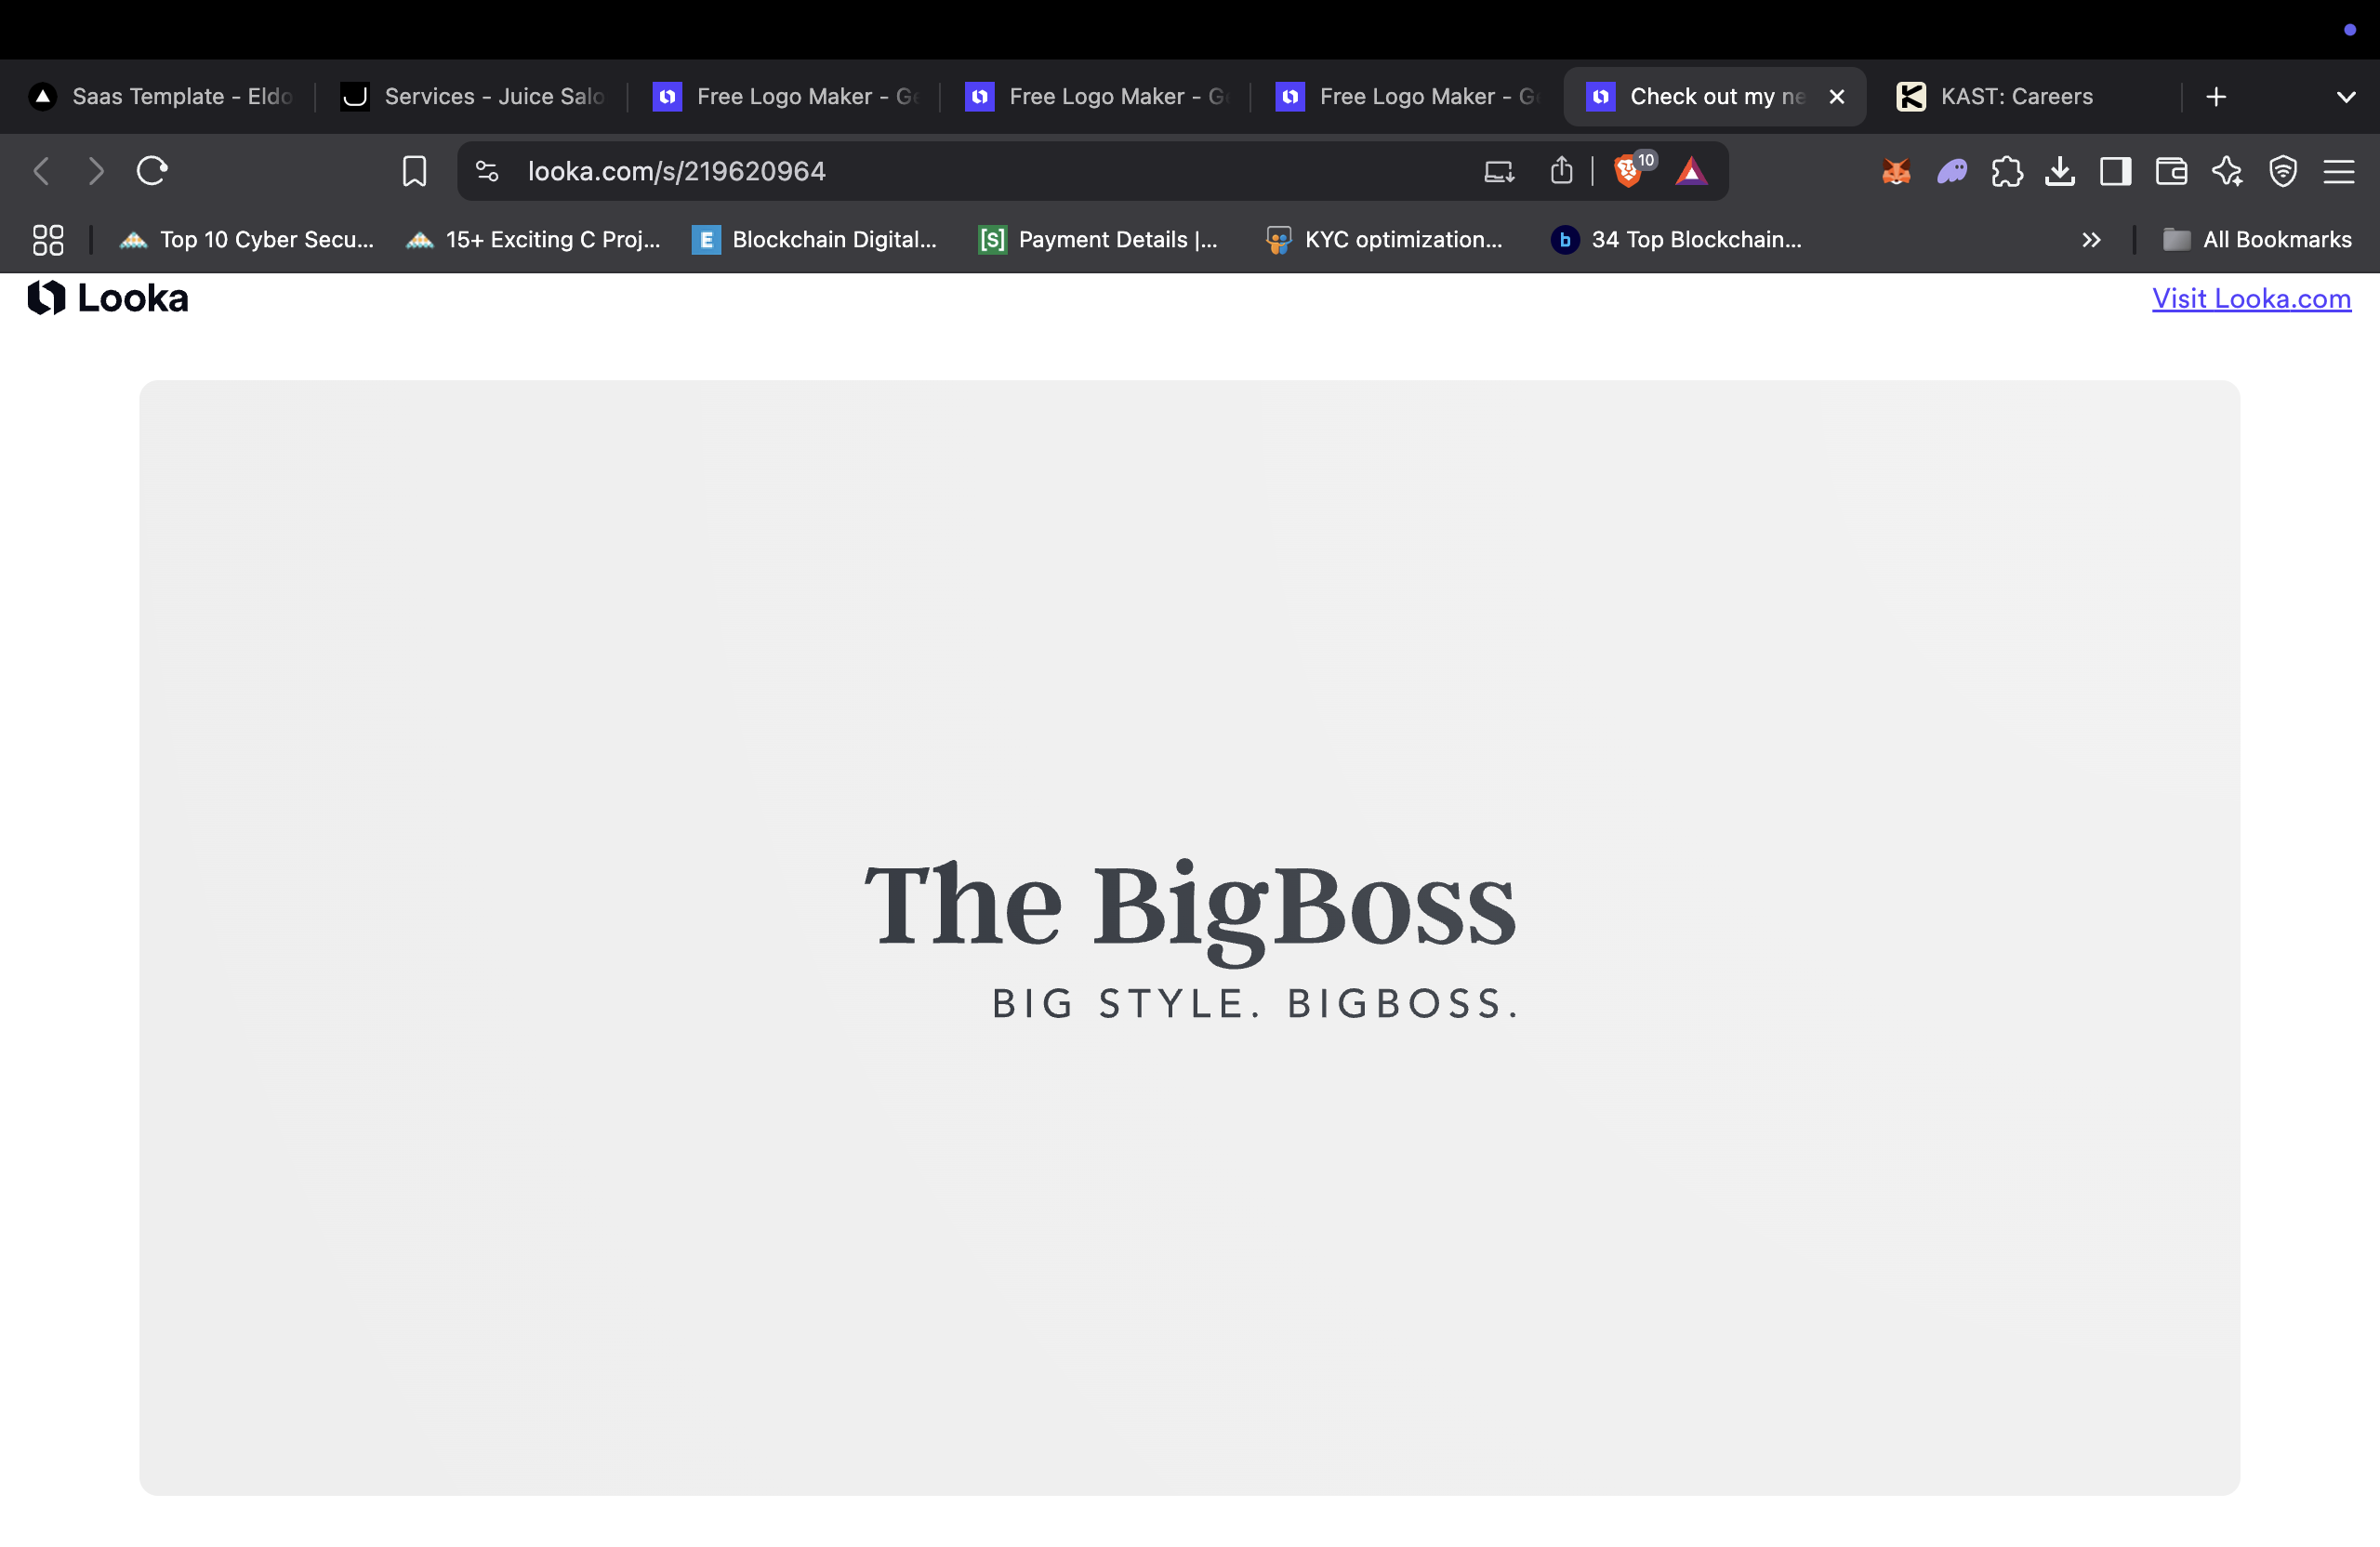 Saas Template - Eldo
Services - Juice Salo
Free Logo Maker - Ge
Free Logo Maker - G
Free Logo Maker - Ge
Check out my ne
KAST: Careers
looka.com/s/219620964
10
Top 10 Cyber Secu...
15+ Exciting C Proj...
Blockchain Digital...
Payment Details |...
KYC optimization...
34 Top Blockchain...
All Bookmarks
Looka
Visit Looka.com
The BigBoss
BIG STYLE. BIGBOSS.